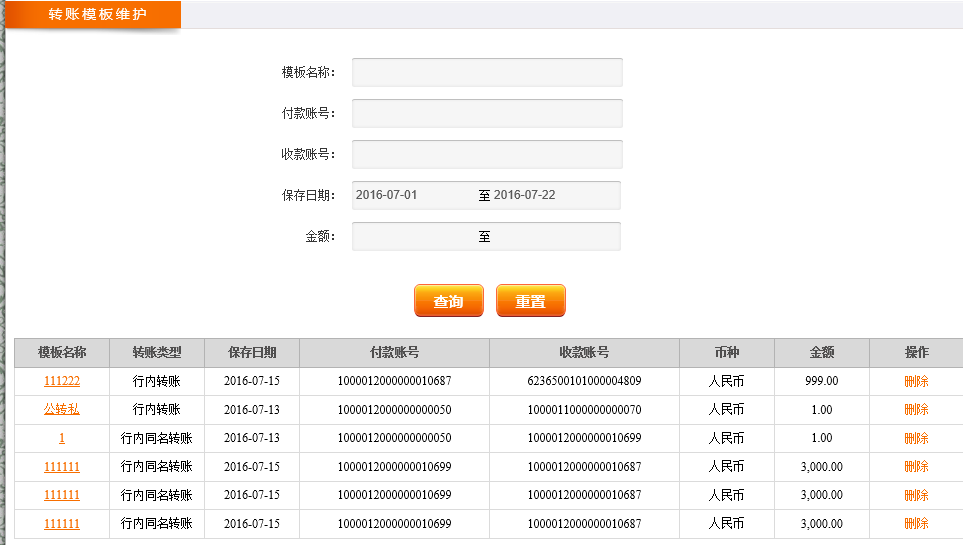 转账模板维护
模板名称：
付款账号：
收款账号：
保存日期： 2016-07-01 至 2016-07-22
金额： 至
查询 重置
模板名称 转账类型 保存日期 付款账号 收款账号 币种 金额 操作
111222 行内转账 2016-07-15 1000012000000010687 6236500101000004809 人民币 999.00 删除
公转私 行内转账 2016-07-13 1000012000000000050 1000011000000000070 人民币 1.00 删除
1 行内同名转账 2016-07-13 1000012000000000050 1000012000000010699 人民币 1.00 删除
111111 行内同名转账 2016-07-15 1000012000000010699 1000012000000010687 人民币 3,000.00 删除
111111 行内同名转账 2016-07-15 1000012000000010699 1000012000000010687 人民币 3,000.00 删除
111111 行内同名转账 2016-07-15 1000012000000010699 1000012000000010687 人民币 3,000.00 删除